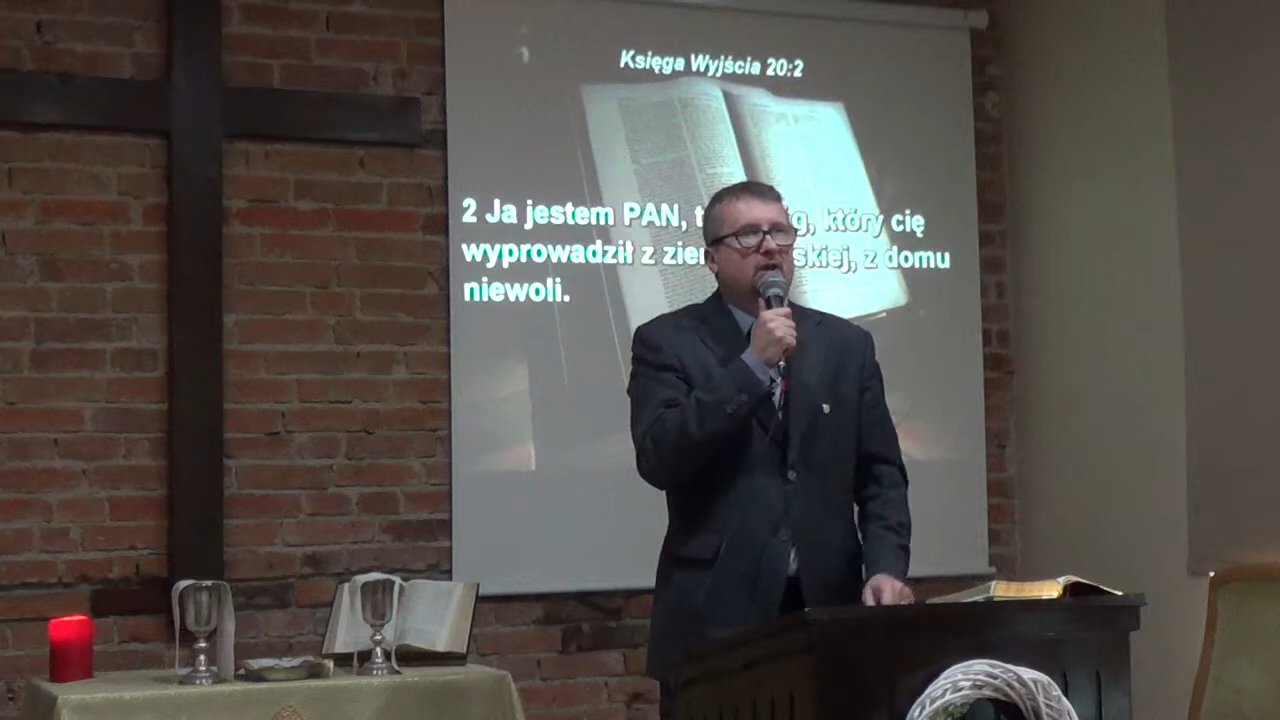 Księga Wyjścia 20:2
2 Ja jestem PAN, który cię
wyprowadził z z domu
niewoli.